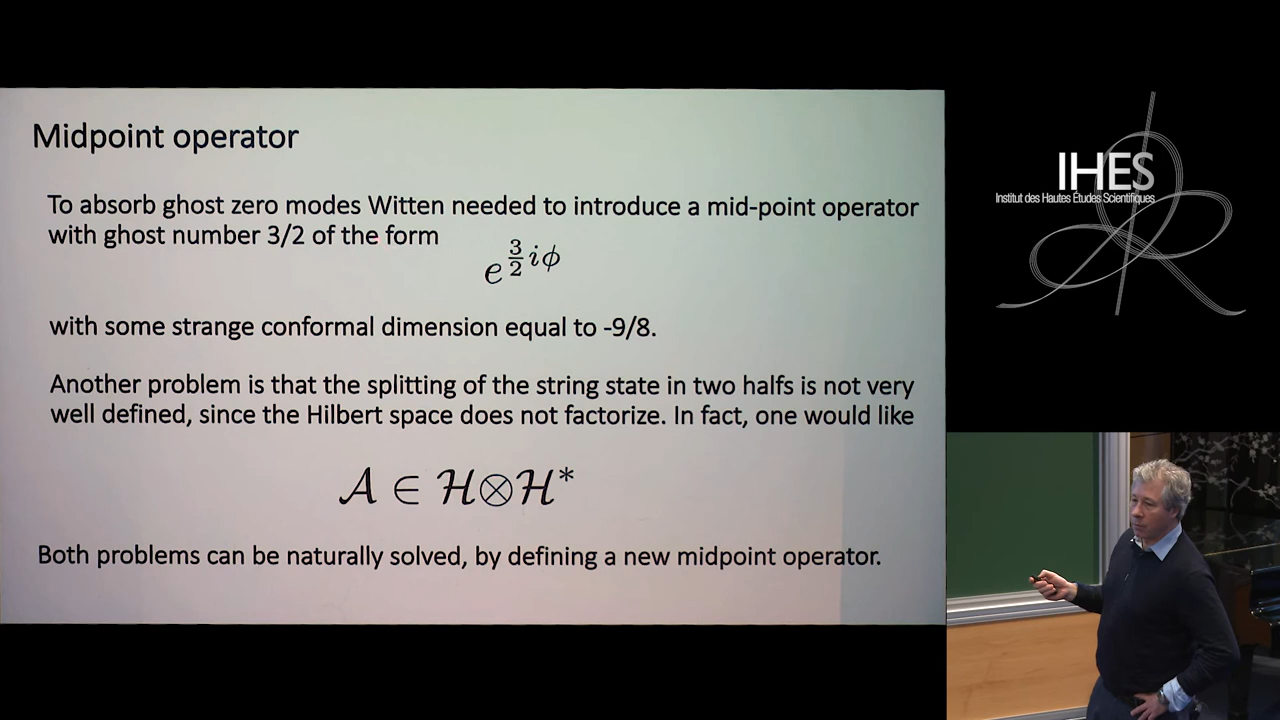 Midpoint operator
To absorb ghost zero modes Witten needed to introduce a mid-point operator
with ghost number 3/2 of the form
e^{\frac{3}{2} i\phi}
with some strange conformal dimension equal to -9/8.
Another problem is that the splitting of the string state in two halfs is not very
well defined, since the Hilbert space does not factorize. In fact, one would like
𝒜 ∈ ℋ⊗ℋ*
Both problems can be naturally solved, by defining a new midpoint operator.
IHES
Institut des Hautes Études Scientifiques